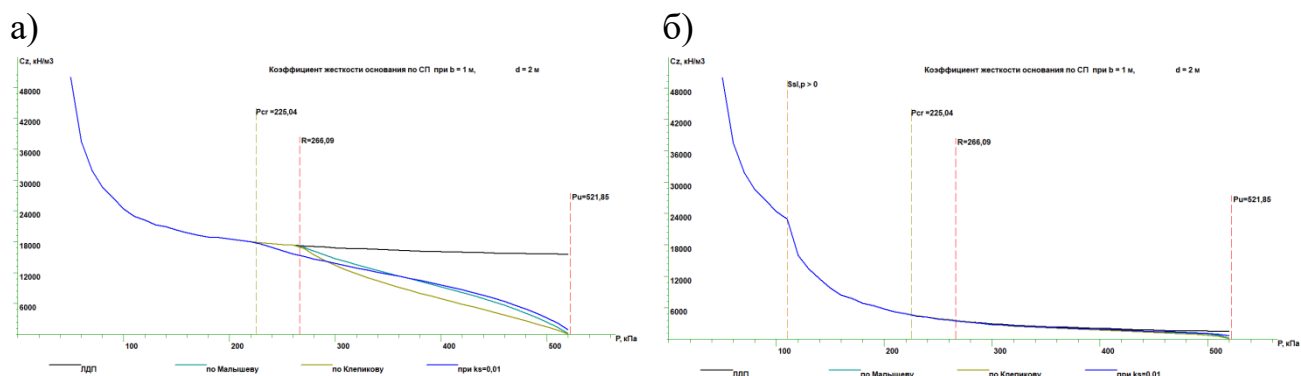 а)
Cz, кН/м3
Коэффициент жесткости основания по СП при b = 1 м, d = 2 м
48000
42000
36000
30000
24000
18000
12000
6000
Pcr =225,04
R=266,09
Pu=521,85
100
200
300
400
500
P, кПа
ЛДП
по Малышеву
по Клепикову
при ks=0,01
б)
Cz, кН/м3
Коэффициент жесткости основания по СП при b = 1 м, d = 2 м
48000
42000
36000
30000
24000
18000
12000
6000
Ssl,p > 0
Pcr =225,04
R=266,09
Pu=521,85
100
200
300
400
500
P, кПа
ЛДП
по Малышеву
по Клепикову
при ks=0,01